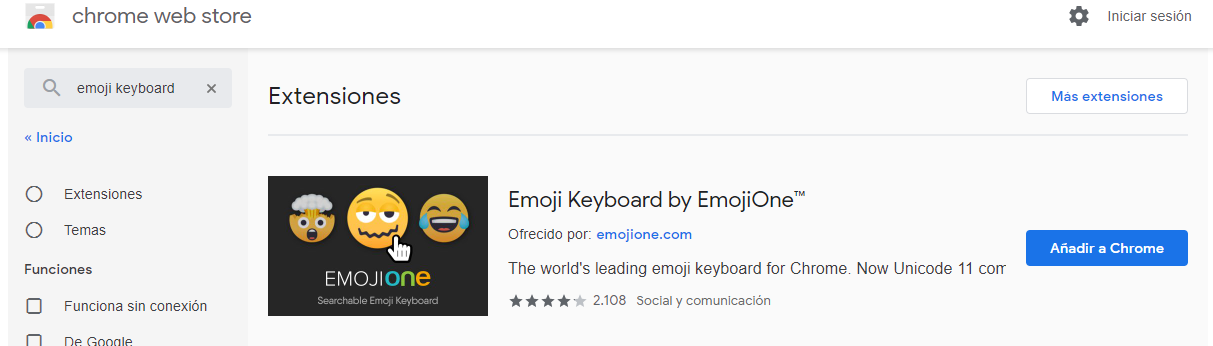 chrome web store
Iniciar sesión
emoji keyboard
« Inicio
Extensiones
Temas
Funciones
Funciona sin conexión
De Google
Extensiones
Más extensiones
EMOJIone
Searchable Emoji Keyboard
Emoji Keyboard by EmojiOne™
Ofrecido por: emojione.com
The world's leading emoji keyboard for Chrome. Now Unicode 11 com
2.108 Social y comunicación
Añadir a Chrome